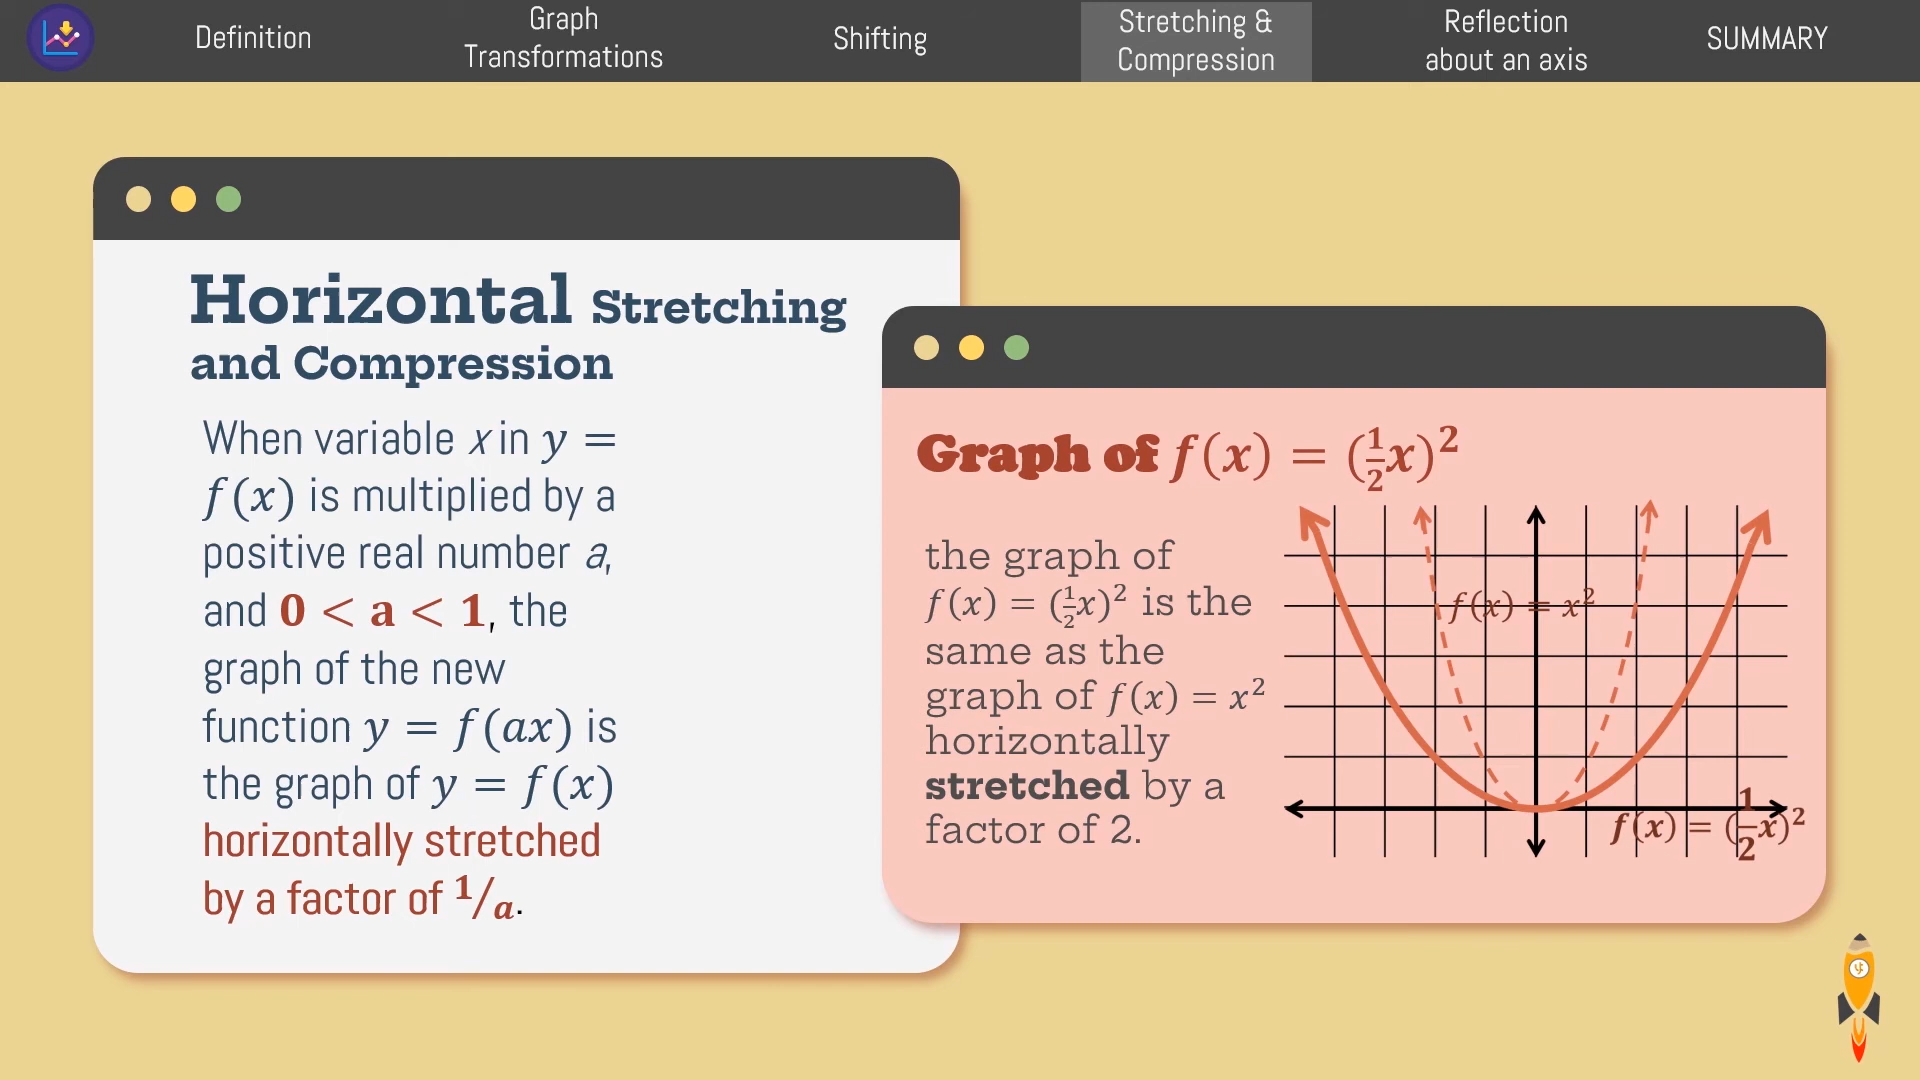 Definition
Graph
Transformations
Shifting
Stretching &
Compression
Reflection
about an axis
SUMMARY
Horizontal Stretching
and Compression
When variable x in y =
f(x) is multiplied by a
positive real number a,
and 0 < a < 1, the
graph of the new
function y = f(ax) is
the graph of y = f(x)
horizontally stretched
by a factor of 1/a.
Graph of f(x) = (½x)²
the graph of
f(x) = (½x)² is the
same as the
graph of f(x) = x²
horizontally
stretched by a
factor of 2.
f(x) = x²
f(x) = (½x)²